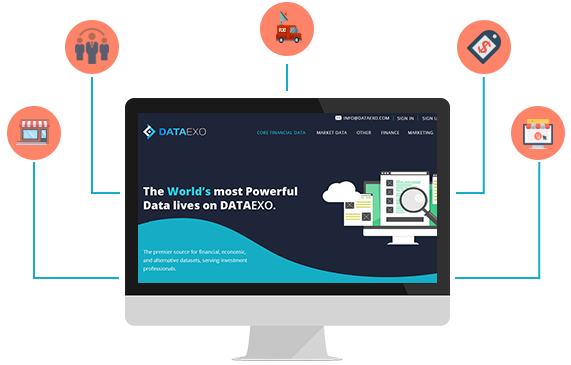 INFO@DATAEXO.COM | SIGN IN | SIGN U
DATAEXO
CORE FINANCIAL DATA MARKET DATA OTHER FINANCE MARKETING
The World's most Powerful
Data lives on DATAEXO.
The premier source for financial, economic,
and alternative datasets, serving investment
professionals.